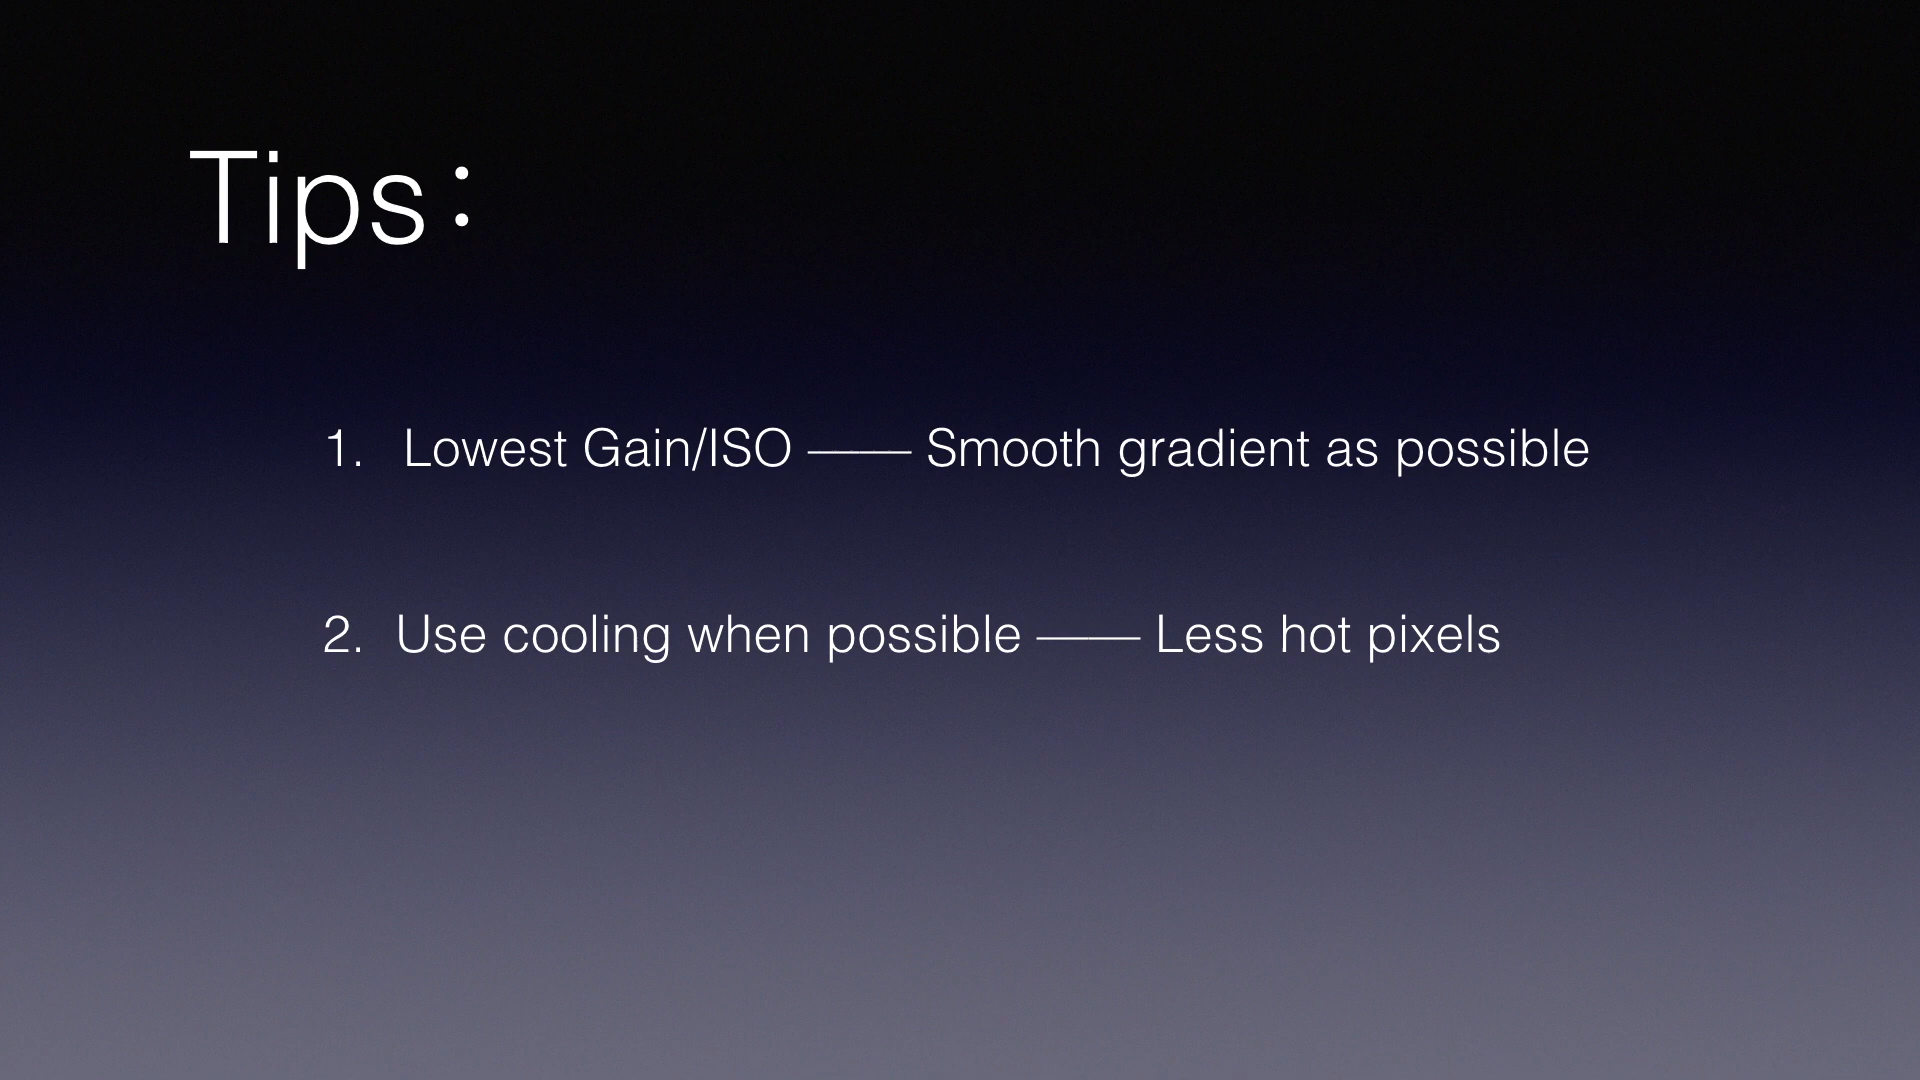 Tips：
1. Lowest Gain/ISO —— Smooth gradient as possible
2. Use cooling when possible —— Less hot pixels